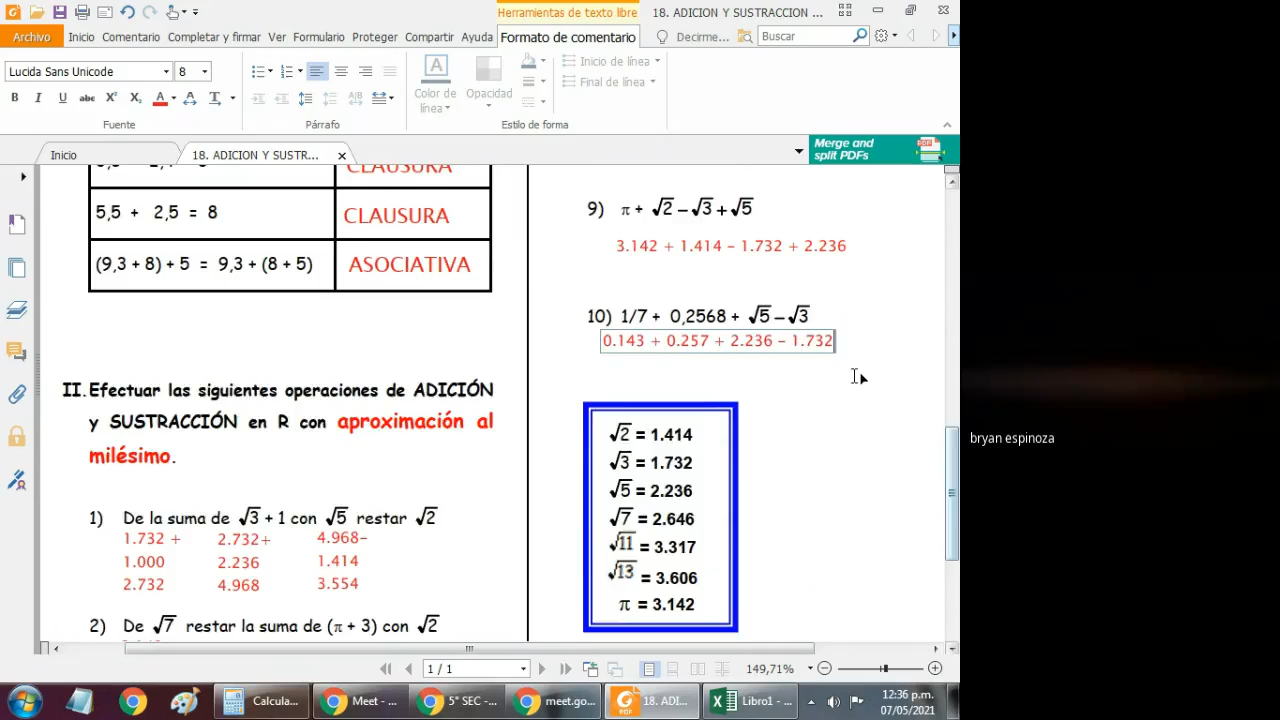 Herramientas de texto libre
18. ADICION Y SUSTRACCION ...
Archivo Inicio Comentario Completar y firmar Ver Formulario Proteger Compartir Ayuda Formato de comentario Decirme... Buscar
Lucida Sans Unicode 8
Inicio de línea
Final de línea
Color de línea
Opacidad
Fuente Párrafo Estilo de forma
Inicio
18. ADICION Y SUSTR...
Merge and split PDFs
CLAUSURA
5,5 + 2,5 = 8 CLAUSURA
(9,3 + 8) + 5 = 9,3 + (8 + 5) ASOCIATIVA
II. Efectuar las siguientes operaciones de ADICIÓN
y SUSTRACCIÓN en R con aproximación al
milésimo.
1) De la suma de √3 + 1 con √5 restar √2
1.732 + 2.732+ 4.968-
1.000 2.236 1.414
2.732 4.968 3.554
2) De √7 restar la suma de (π + 3) con √2
9) π + √2 – √3 + √5
3.142 + 1.414 – 1.732 + 2.236
10) 1/7 + 0,2568 + √5 – √3
0.143 + 0.257 + 2.236 – 1.732
√2 = 1.414
√3 = 1.732
√5 = 2.236
√7 = 2.646
√11 = 3.317
√13 = 3.606
π = 3.142
bryan espinoza
1 / 1
149,71%
Calcula...
Meet - ...
5° SEC -...
meet.go...
18. ADI...
Libro1 - ...
12:36 p.m.
07/05/2021